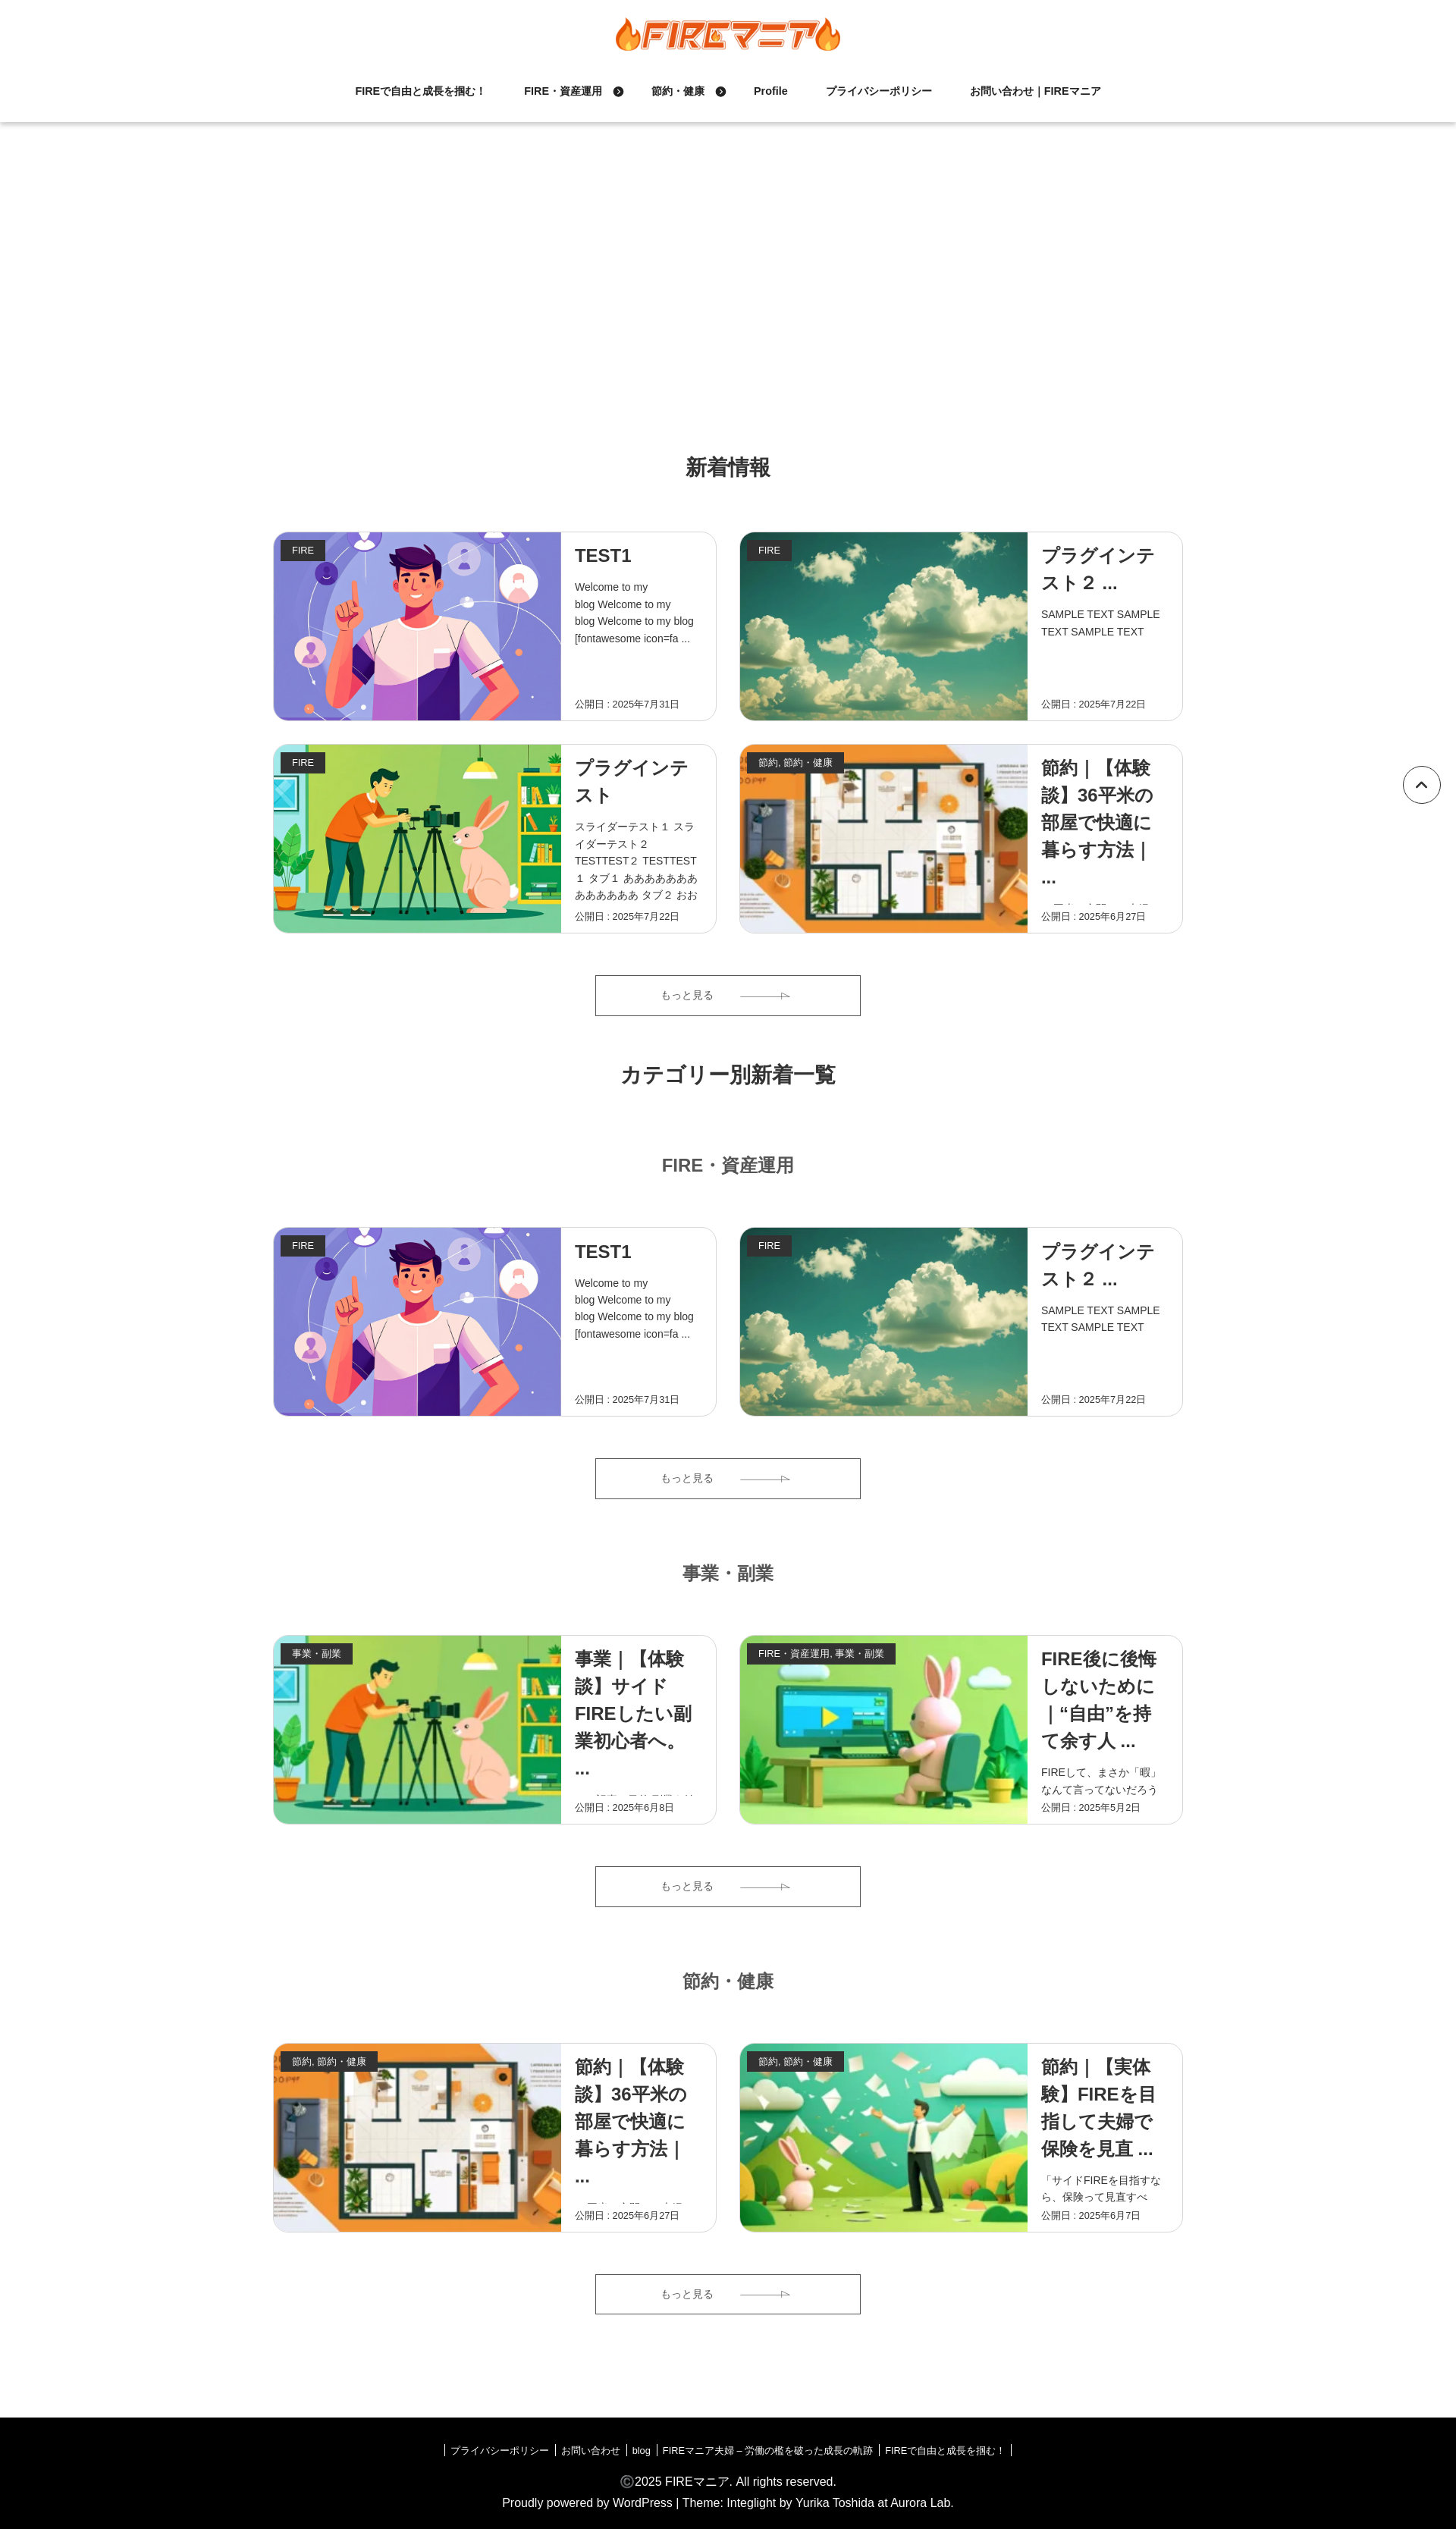 FIREマニア
FIREで自由と成長を掴む！
FIRE・資産運用
節約・健康
Profile
プライバシーポリシー
お問い合わせ｜FIREマニア
新着情報
FIRE
TEST1
Welcome to my
blog Welcome to my
blog Welcome to my blog
[fontawesome icon=fa ...
公開日 : 2025年7月31日
FIRE
プラグインテ
スト２ ...
SAMPLE TEXT SAMPLE
TEXT SAMPLE TEXT
公開日 : 2025年7月22日
FIRE
プラグインテ
スト
スライダーテスト１ スラ
イダーテスト２
TESTTEST２ TESTTEST
１ タブ１ あああああああ
ああああああ タブ２ おお
公開日 : 2025年7月22日
節約, 節約・健康
節約｜【体験
談】36平米の
部屋で快適に
暮らす方法｜
...
公開日 : 2025年6月27日
もっと見る
カテゴリー別新着一覧
FIRE・資産運用
FIRE
TEST1
Welcome to my
blog Welcome to my
blog Welcome to my blog
[fontawesome icon=fa ...
公開日 : 2025年7月31日
FIRE
プラグインテ
スト２ ...
SAMPLE TEXT SAMPLE
TEXT SAMPLE TEXT
公開日 : 2025年7月22日
もっと見る
事業・副業
事業・副業
事業｜【体験
談】サイド
FIREしたい副
業初心者へ。
...
公開日 : 2025年6月8日
FIRE・資産運用, 事業・副業
FIRE後に後悔
しないために
｜“自由”を持
て余す人 ...
FIREして、まさか「暇」
なんて言ってないだろう
公開日 : 2025年5月2日
もっと見る
節約・健康
節約, 節約・健康
節約｜【体験
談】36平米の
部屋で快適に
暮らす方法｜
...
公開日 : 2025年6月27日
節約, 節約・健康
節約｜【実体
験】FIREを目
指して夫婦で
保険を見直 ...
「サイドFIREを目指すな
ら、保険って見直すべ
公開日 : 2025年6月7日
もっと見る
プライバシーポリシー
お問い合わせ
blog
FIREマニア夫婦 – 労働の檻を破った成長の軌跡
FIREで自由と成長を掴む！
Ⓒ2025 FIREマニア. All rights reserved.
Proudly powered by WordPress | Theme: Integlight by Yurika Toshida at Aurora Lab.